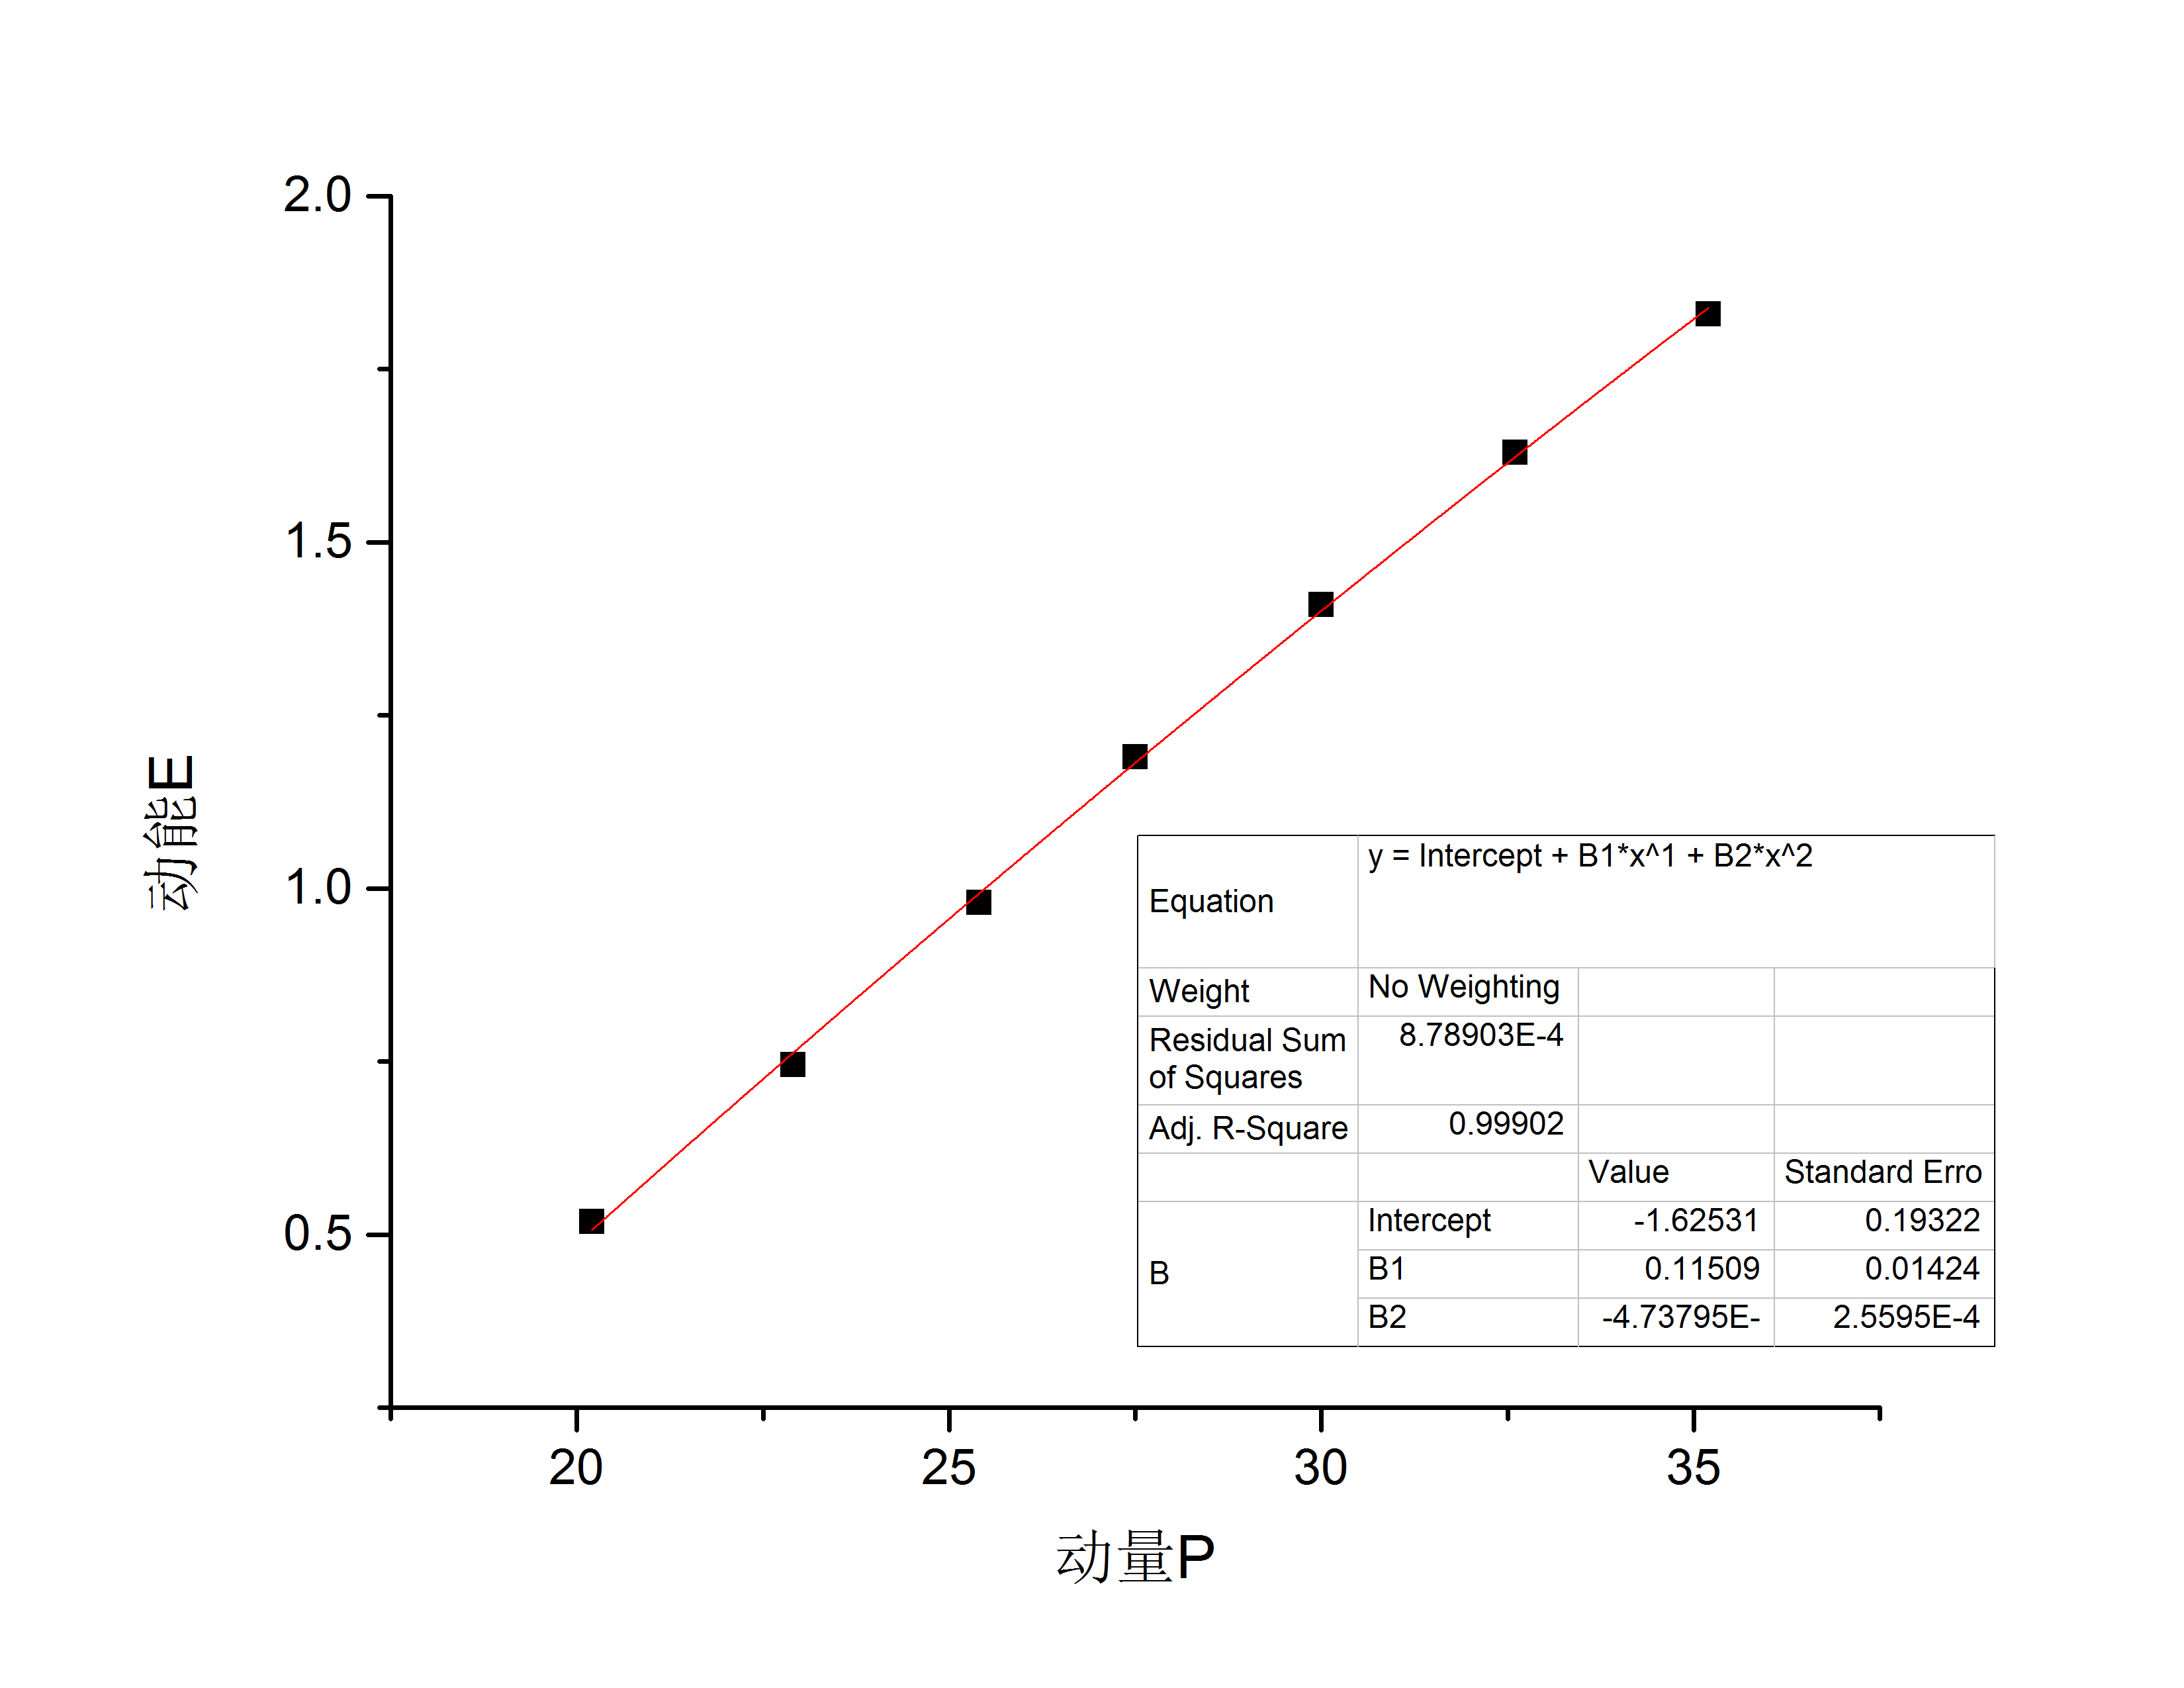 2.0
1.5
1.0
0.5
动能E
20 25 30 35
动量P
Equation
y = Intercept + B1*x^1 + B2*x^2
Weight No Weighting
Residual Sum of Squares 8.78903E-4
Adj. R-Square 0.99902
Value Standard Erro
B
Intercept -1.62531 0.19322
B1 0.11509 0.01424
B2 -4.73795E- 2.5595E-4